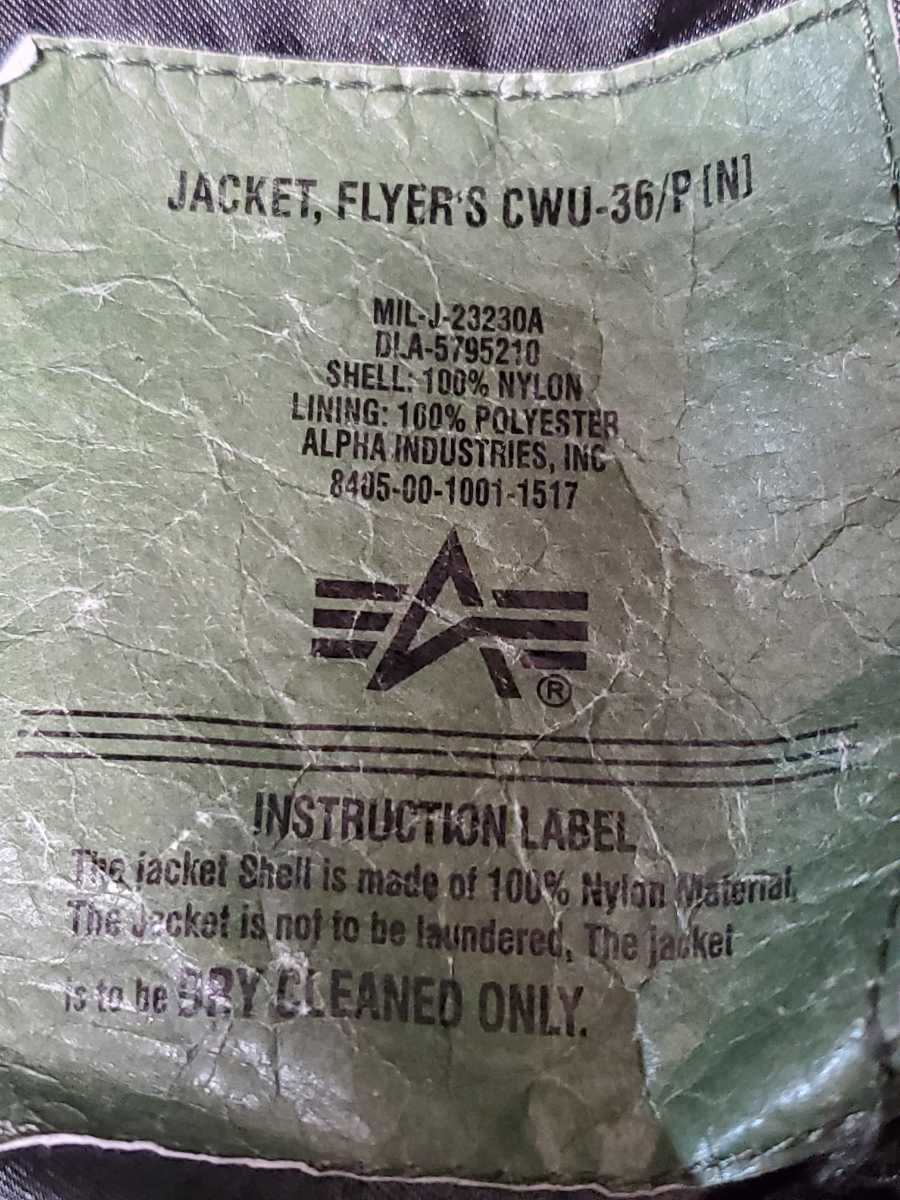 JACKET, FLYER'S CWU-36/P [N]
MIL-J-23230A
DLA-5795210
SHELL: 100% NYLON
LINING: 100% POLYESTER
ALPHA INDUSTRIES, INC
8405-00-1001-1517
®
INSTRUCTION LABEL
The jacket Shell is made of 100% Nylon Material.
The Jacket is not to be laundered, The jacket
is to be DRY CLEANED ONLY.